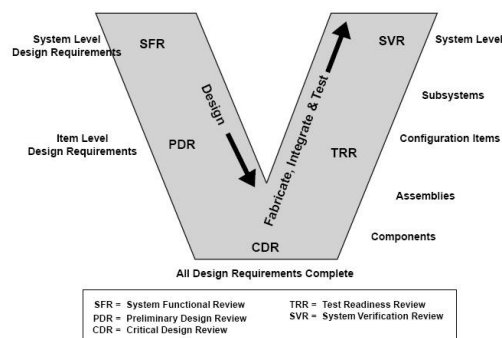 System Level
Design Requirements
SFR
SVR
System Level
Design
Fabricate, Integrate & Test
Subsystems
Item Level
Design Requirements
PDR
TRR
Configuration Items
Assemblies
CDR
Components
All Design Requirements Complete
SFR = System Functional Review
PDR = Preliminary Design Review
CDR = Critical Design Review
TRR = Test Readiness Review
SVR = System Verification Review